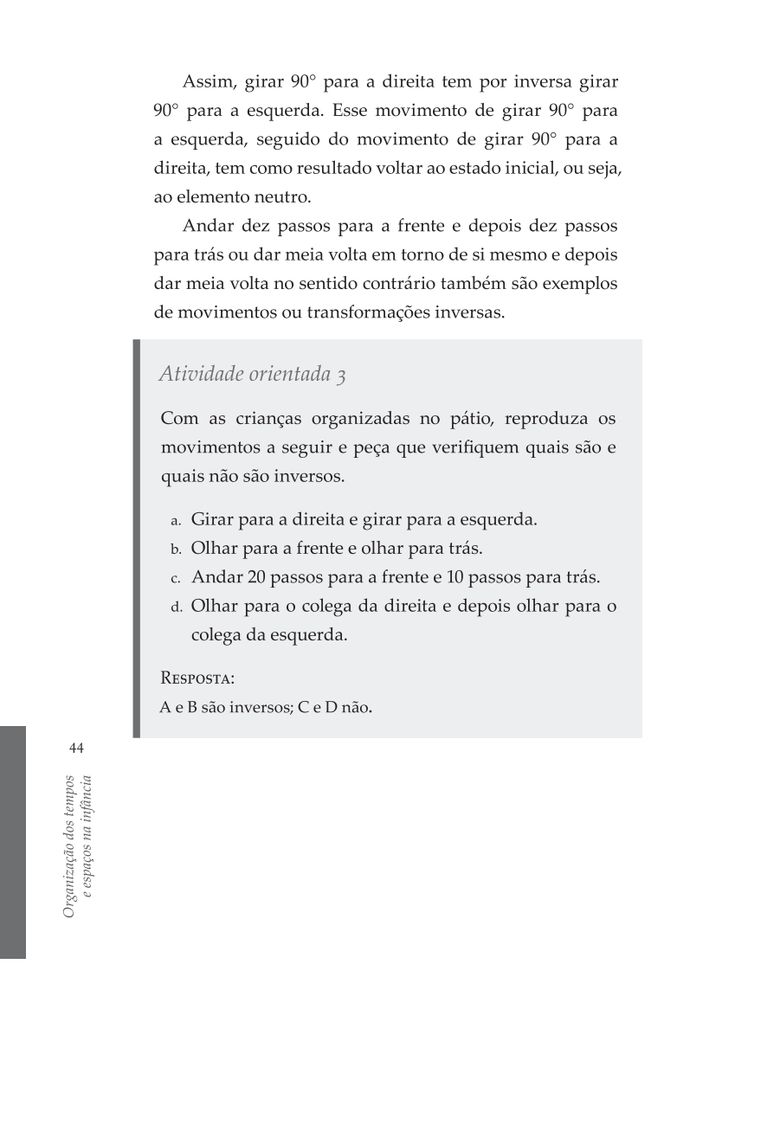 Assim, girar 90° para a direita tem por inversa girar
90° para a esquerda. Esse movimento de girar 90° para
a esquerda, seguido do movimento de girar 90° para a
direita, tem como resultado voltar ao estado inicial, ou seja,
ao elemento neutro.
Andar dez passos para a frente e depois dez passos
para trás ou dar meia volta em torno de si mesmo e depois
dar meia volta no sentido contrário também são exemplos
de movimentos ou transformações inversas.
Atividade orientada 3
Com as crianças organizadas no pátio, reproduza os
movimentos a seguir e peça que verifiquem quais são e
quais não são inversos.
a. Girar para a direita e girar para a esquerda.
b. Olhar para a frente e olhar para trás.
c. Andar 20 passos para a frente e 10 passos para trás.
d. Olhar para o colega da direita e depois olhar para o
colega da esquerda.
Resposta:
A e B são inversos; C e D não.
44
Organização dos tempos
e espaços na infância